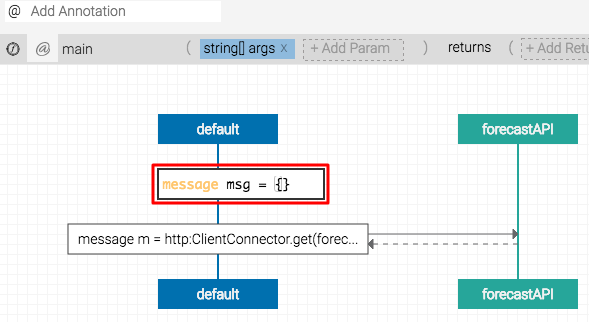 @ Add Annotation
@ main ( string[] args x + Add Param ) returns ( + Add Retu
default forecastAPI
message msg = {}
message m = http:ClientConnector.get(forec...
default forecastAPI